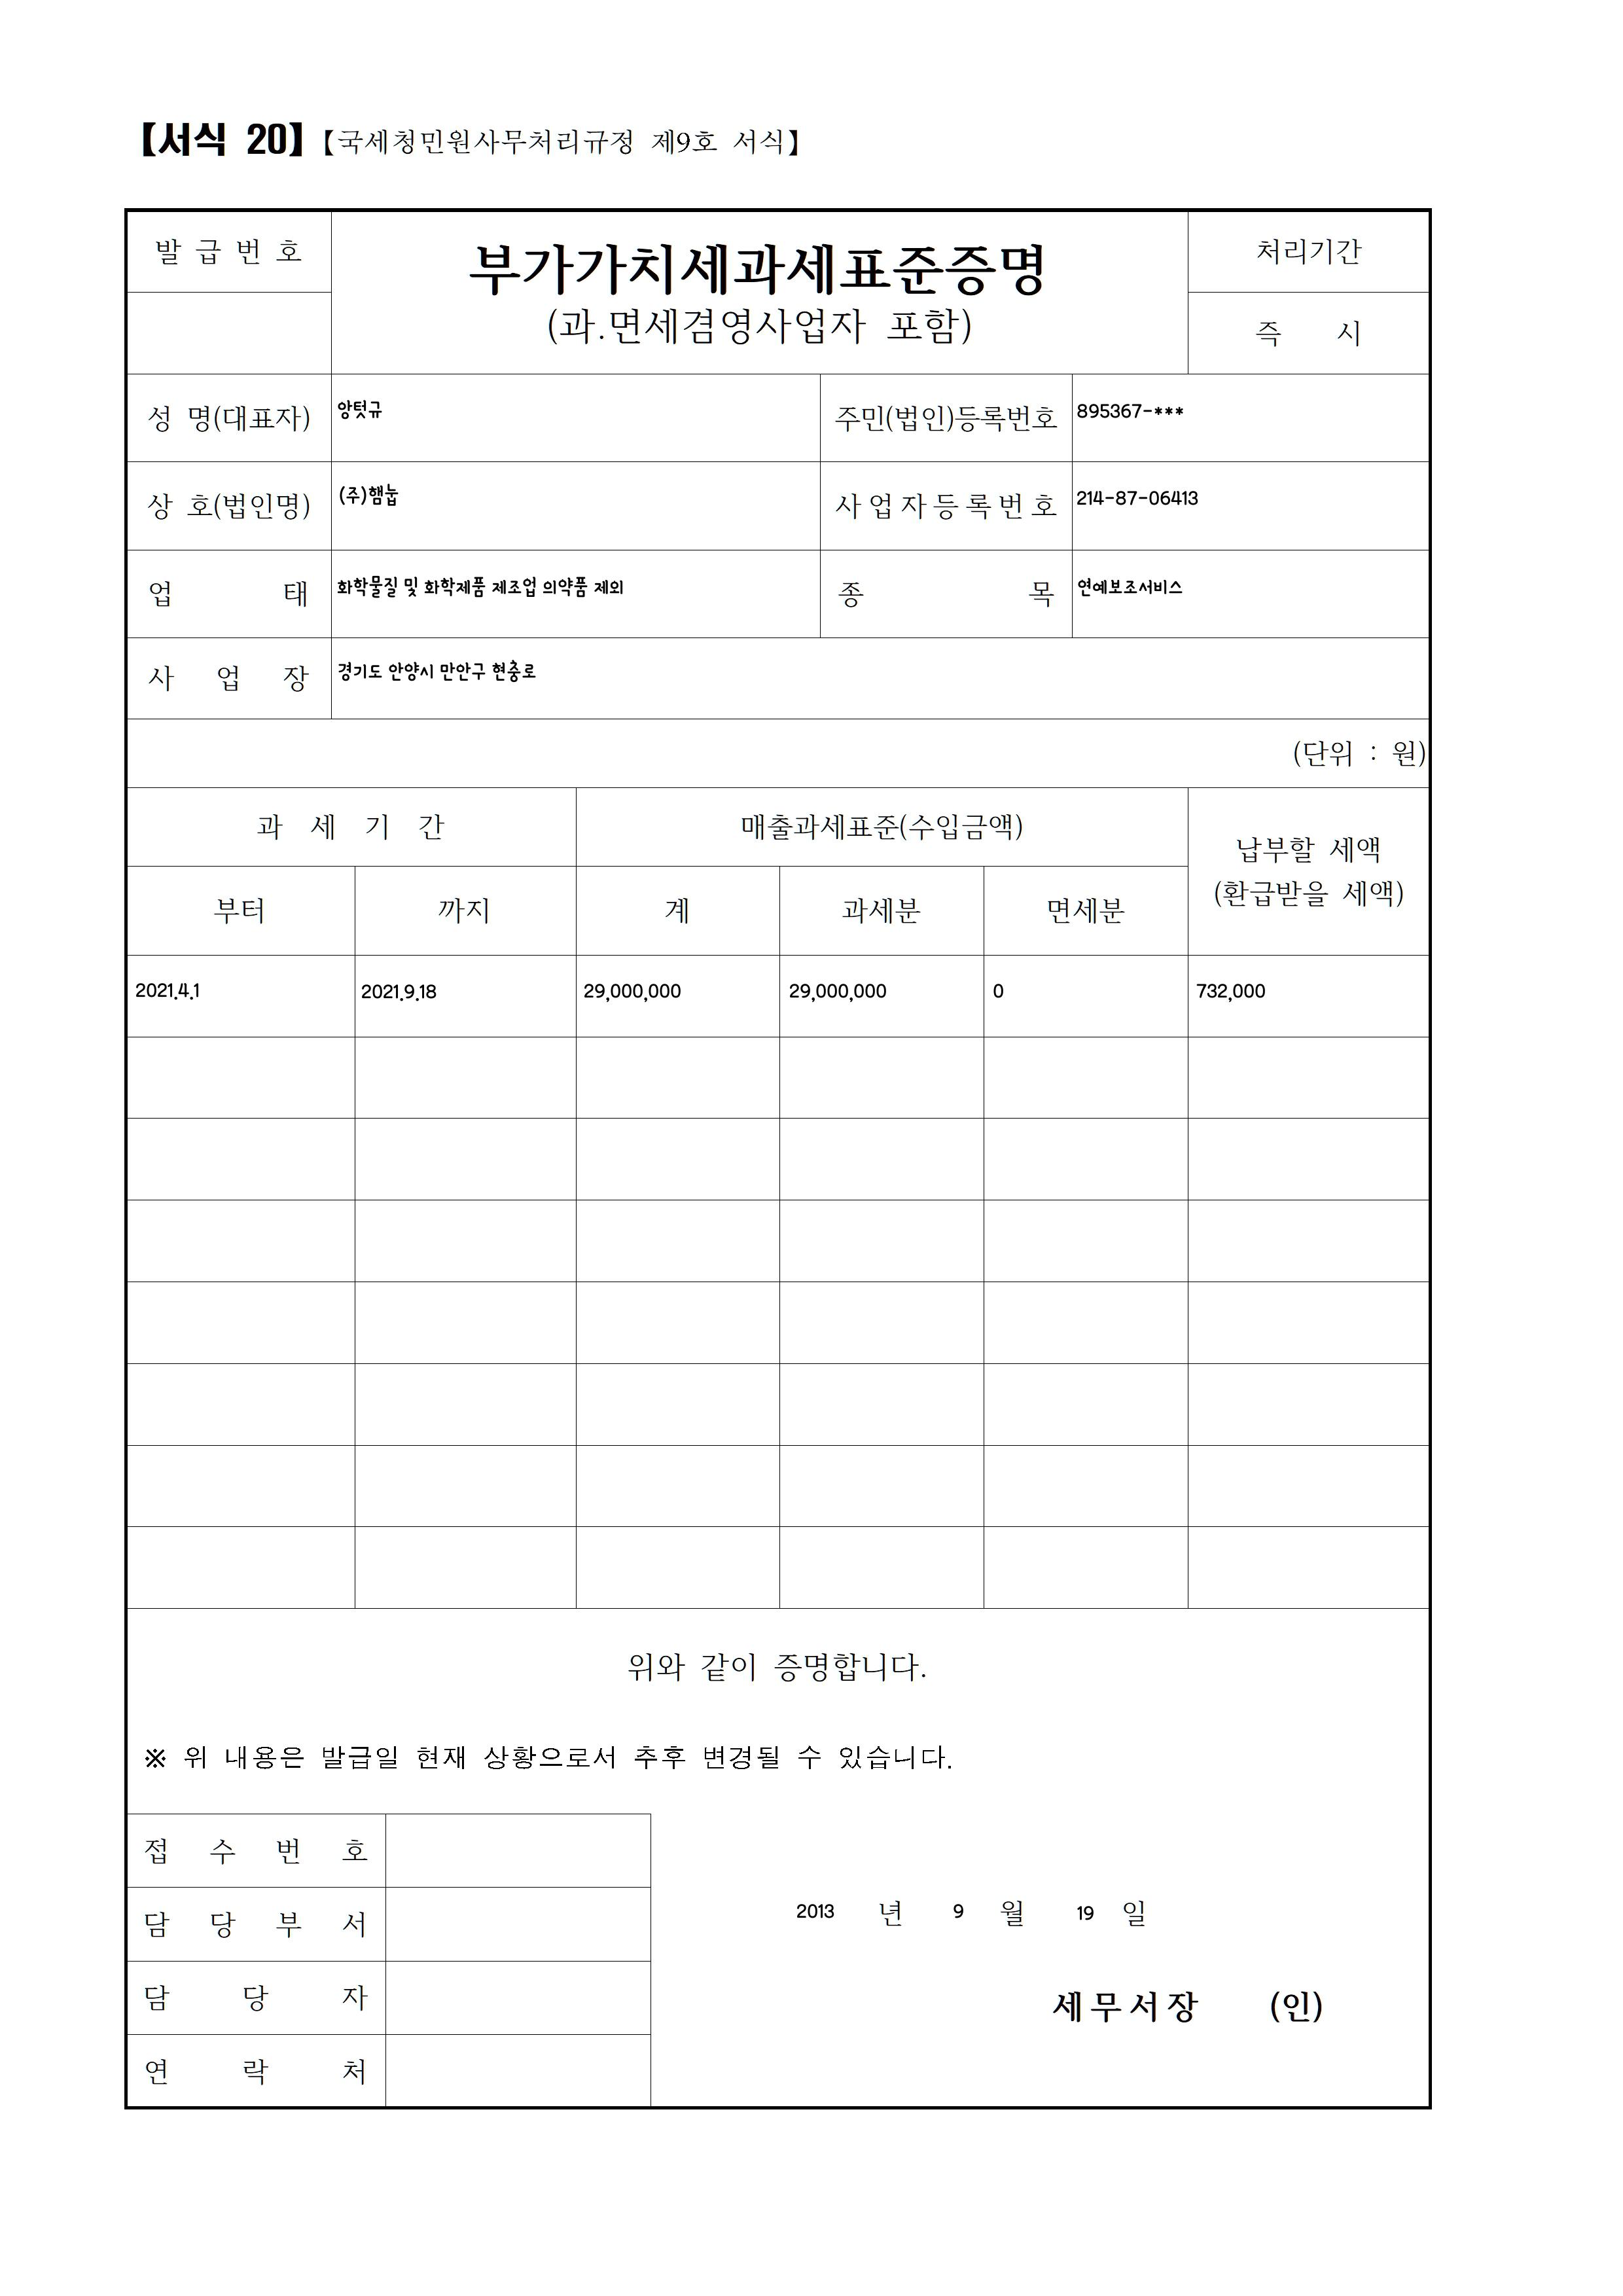 【서식 20】【국세청민원사무처리규정 제9호 서식】
발 급 번 호
부가가치세과세표준증명
(과.면세겸영사업자 포함)
처리기간
즉 시
성 명(대표자) 앙텃규 주민(법인)등록번호 895367-***
상 호(법인명) (주)햄눕 사업자등록번호 214-87-06413
업 태 화학물질 및 화학제품 제조업 의약품 제외 종 목 연예보조서비스
사 업 장 경기도 안양시 만안구 현충로
(단위 : 원)
과 세 기 간 매출과세표준(수입금액) 납부할 세액
(환급받을 세액)
부터 까지 계 과세분 면세분
2021.4.1 2021.9.18 29,000,000 29,000,000 0 732,000
위와 같이 증명합니다.
※ 위 내용은 발급일 현재 상황으로서 추후 변경될 수 있습니다.
접 수 번 호
담 당 부 서
2013 년 9 월 19 일
담 당 자
세무서장 (인)
연 락 처